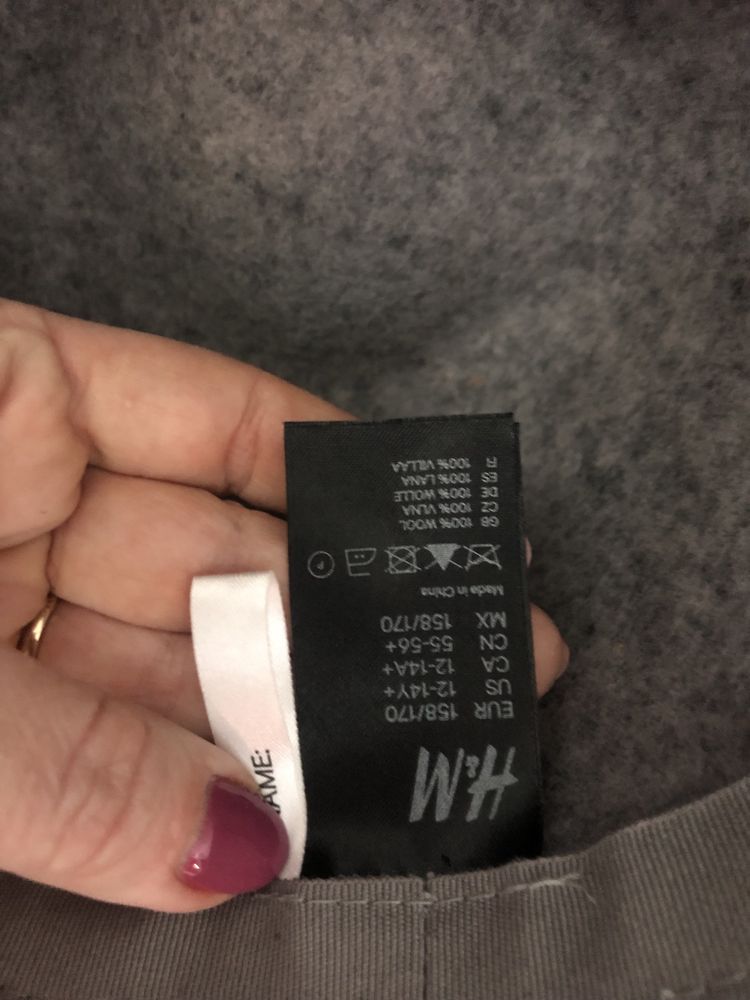 H&M
EUR 158/170
US 12-14Y+
CA 12-14A+
CN 55-56+
MX 158/170
Made in China
P
GB 100% WOOL
CZ 100% VLNA
DE 100% WOLLE
ES 100% LANA
FI 100% VILLAA
AME: